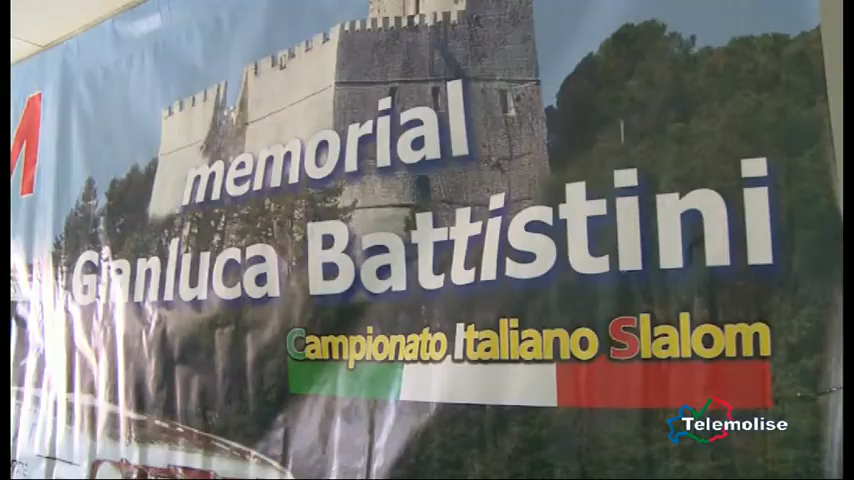 memorial
Gianluca Battistini
Campionato Italiano Slalom
Telemolise